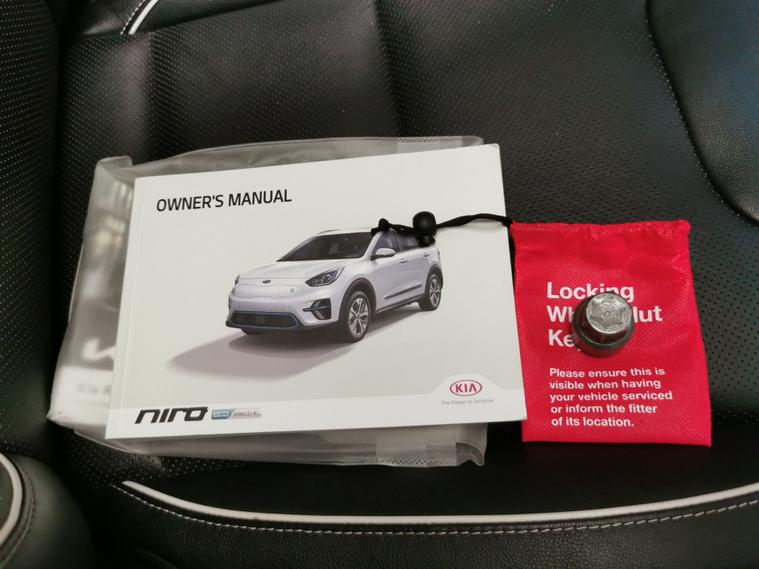 OWNER'S MANUAL
KIA
The Power to Surprise
niro eco electric
Locking
Key
Please ensure this is
visible when having
your vehicle serviced
or inform the fitter
of its location.